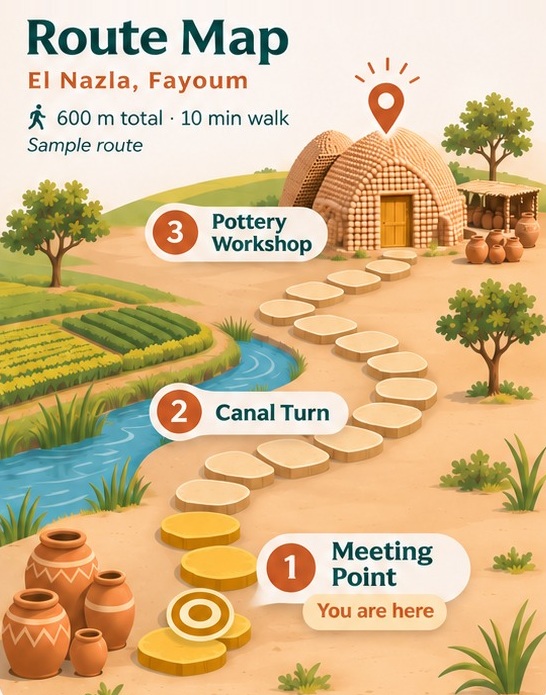 Route Map
El Nazla, Fayoum
600 m total · 10 min walk
Sample route
3 Pottery
Workshop
2 Canal Turn
1 Meeting
Point
You are here